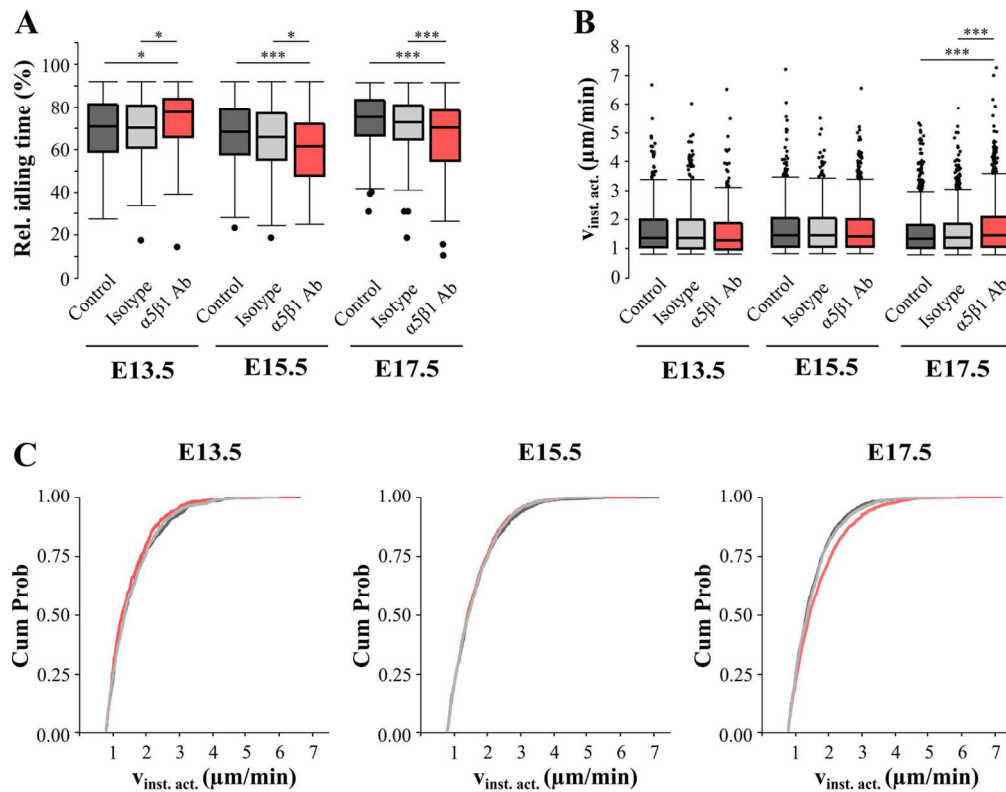 A
Rel. idling time (%)
100
80
60
40
20
0
*
*
*
***
***
***
Control
Isotype
α5β1 Ab
Control
Isotype
α5β1 Ab
Control
Isotype
α5β1 Ab
E13.5
E15.5
E17.5
B
v inst. act. (µm/min)
8
7
6
5
4
3
2
1
0
***
***
Control
Isotype
α5β1 Ab
Control
Isotype
α5β1 Ab
Control
Isotype
α5β1 Ab
E13.5
E15.5
E17.5
C
E13.5
Cum Prob
1.00
0.75
0.50
0.25
0.00
1 2 3 4 5 6 7
v inst. act. (µm/min)
E15.5
Cum Prob
1.00
0.75
0.50
0.25
0.00
1 2 3 4 5 6 7
v inst. act. (µm/min)
E17.5
Cum Prob
1.00
0.75
0.50
0.25
0.00
1 2 3 4 5 6 7
v inst. act. (µm/min)